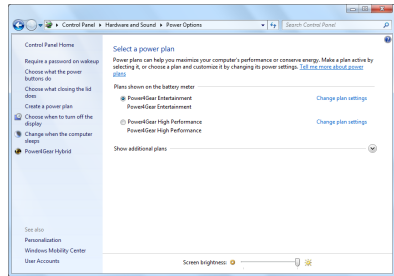 Control Panel ▸ Hardware and Sound ▸ Power Options
Search Control Panel
Control Panel Home
Require a password on wakeup
Choose what the power
buttons do
Choose what closing the lid
does
Create a power plan
Choose when to turn off the
display
Change when the computer
sleeps
Power4Gear Hybrid
See also
Personalization
Windows Mobility Center
User Accounts
Select a power plan
Power plans can help you maximize your computer's performance or conserve energy. Make a plan active by
selecting it, or choose a plan and customize it by changing its power settings. Tell me more about power
plans
Plans shown on the battery meter
Power4Gear Entertainment
Change plan settings
Power4Gear Entertainment
Power4Gear High Performance
Change plan settings
Power4Gear High Performance
Show additional plans
Screen brightness: